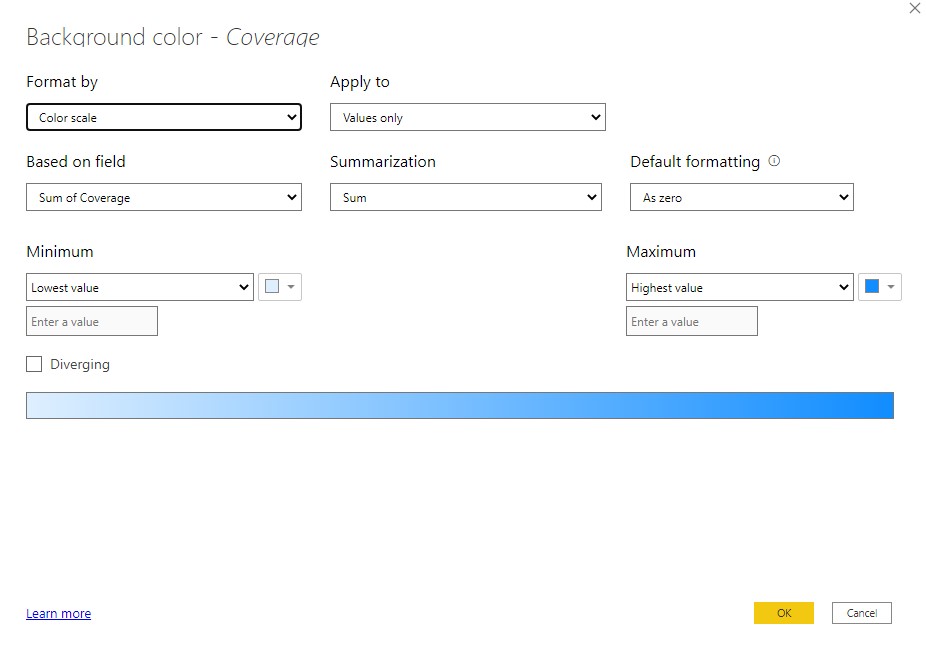 Background color - Coverage
Format by
Apply to
Color scale
Values only
Based on field
Summarization
Default formatting
Sum of Coverage
Sum
As zero
Minimum
Maximum
Lowest value
Highest value
Enter a value
Enter a value
Diverging
Learn more
OK
Cancel